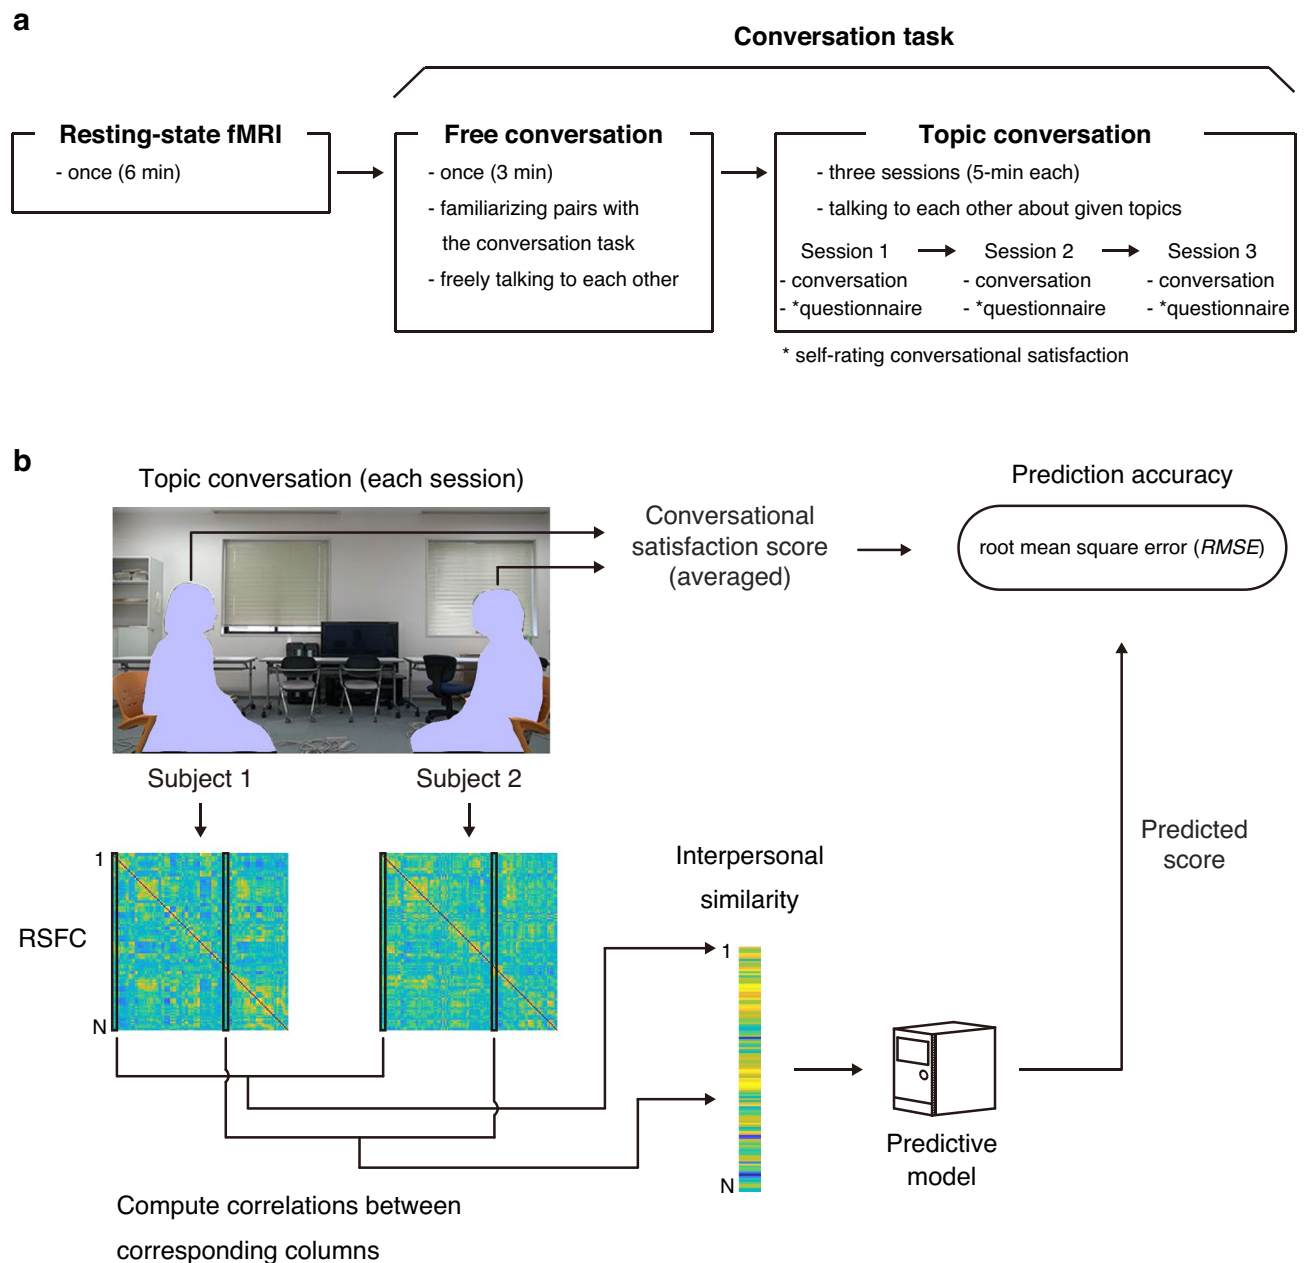 a
Conversation task
Resting-state fMRI
- once (6 min)
Free conversation
- once (3 min)
- familiarizing pairs with
the conversation task
- freely talking to each other
Topic conversation
- three sessions (5-min each)
- talking to each other about given topics
Session 1
- conversation
- *questionnaire
Session 2
- conversation
- *questionnaire
Session 3
- conversation
- *questionnaire
* self-rating conversational satisfaction
b
Topic conversation (each session)
Conversational
satisfaction score
(averaged)
Prediction accuracy
root mean square error (RMSE)
Subject 1
Subject 2
RSFC
1
N
Interpersonal
similarity
1
N
Predictive
model
Predicted
score
Compute correlations between
corresponding columns